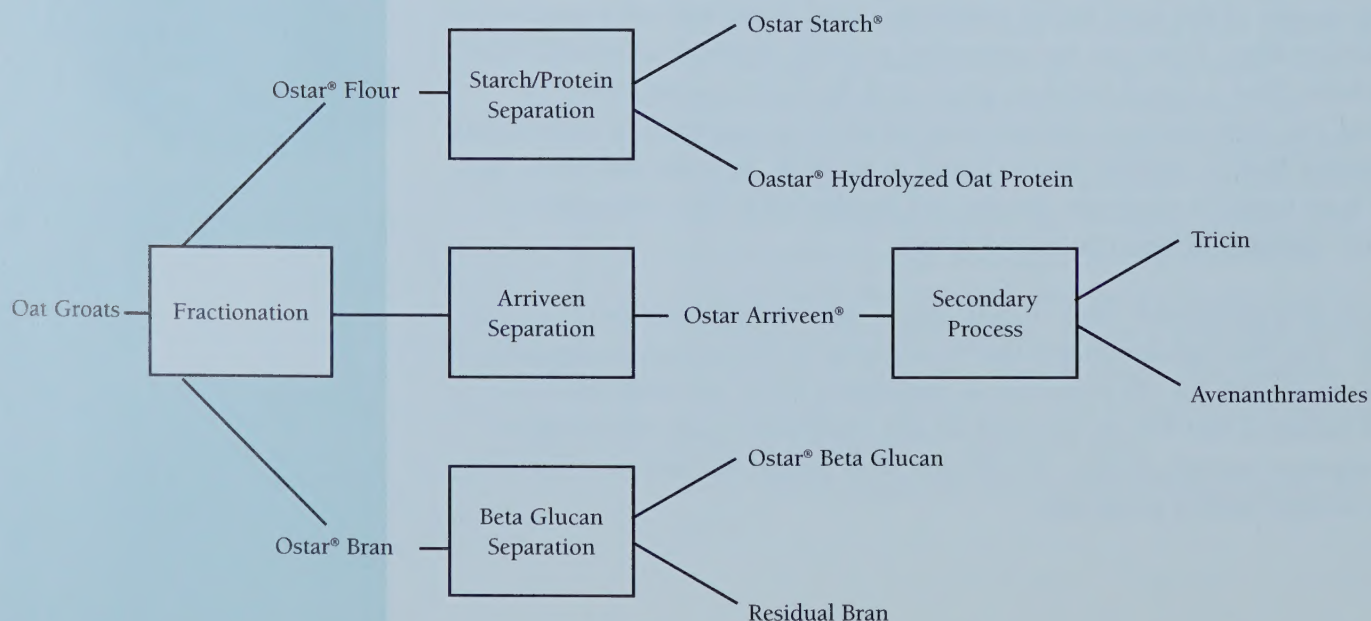 Ostar Starch®
Ostar® Flour
Starch/Protein
Separation
Oastar® Hydrolyzed Oat Protein
Tricin
Oat Groats
Fractionation
Arriveen
Separation
Ostar Arriveen®
Secondary
Process
Avenanthramides
Ostar® Beta Glucan
Ostar® Bran
Beta Glucan
Separation
Residual Bran